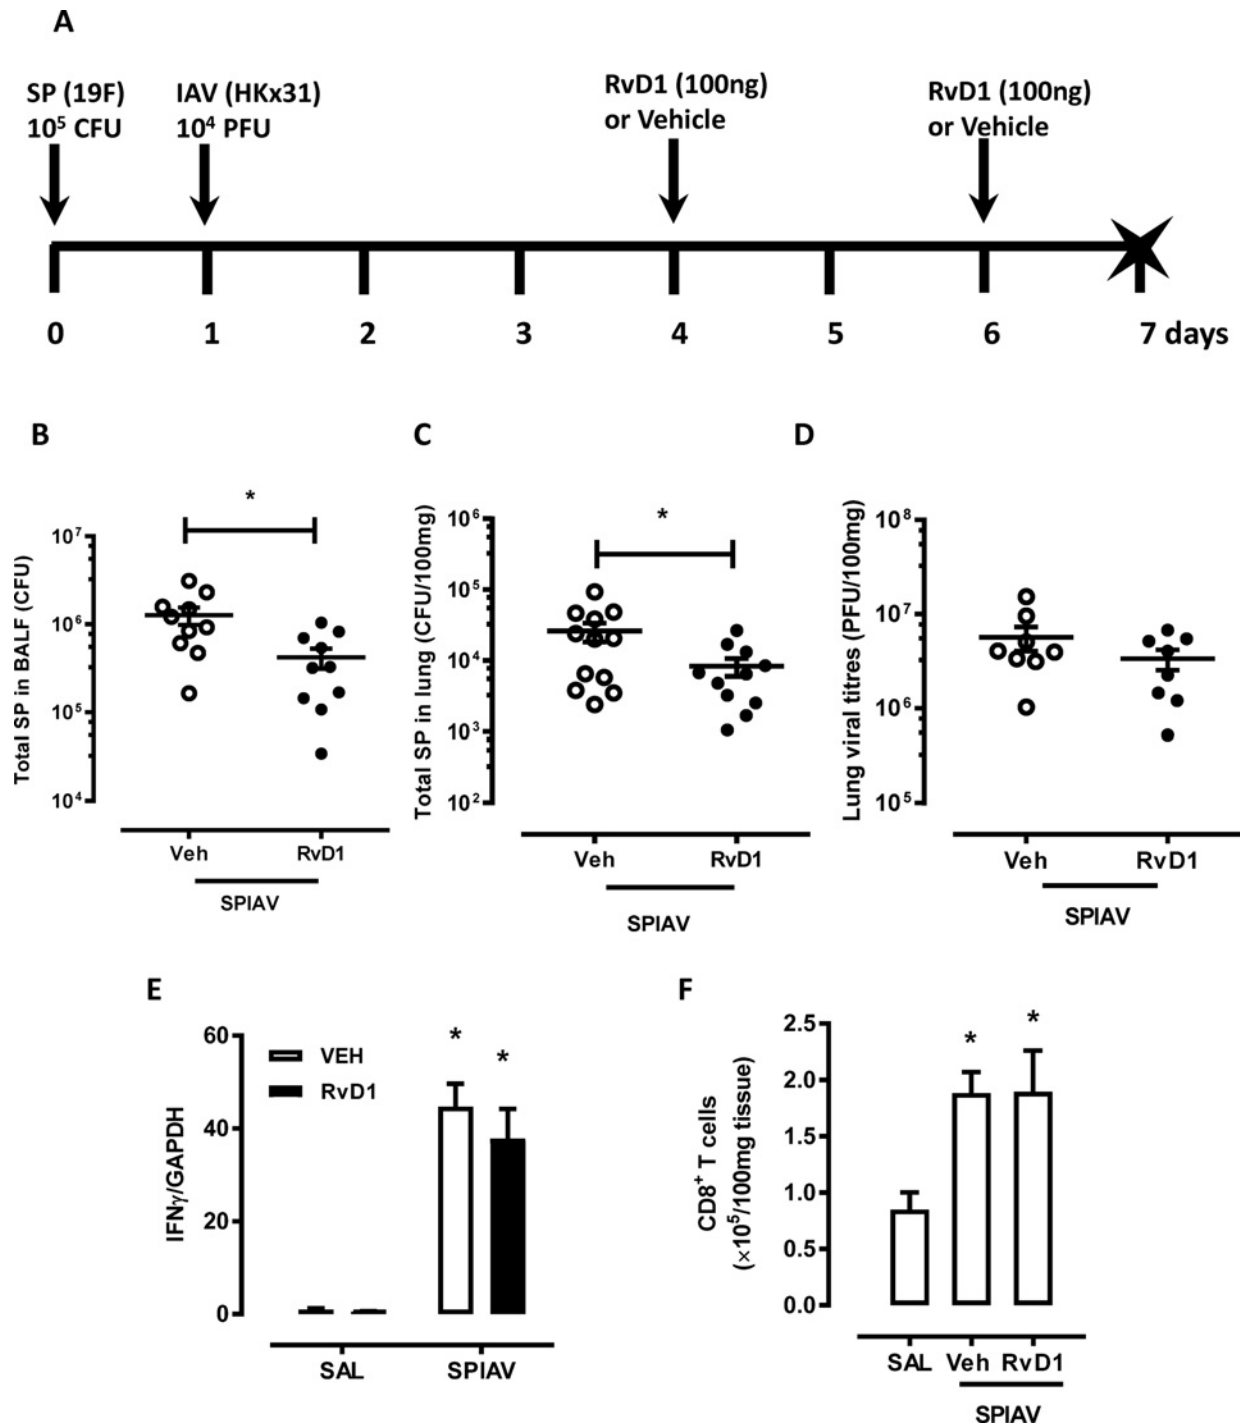 A
SP (19F)
10⁵ CFU
IAV (HKx31)
10⁴ PFU
RvD1 (100ng)
or Vehicle
RvD1 (100ng)
or Vehicle
0 1 2 3 4 5 6 7 days
B
Total SP in BALF (CFU)
10⁷
10⁶
10⁵
10⁴
*
Veh RvD1
SPIAV
C
Total SP in lung (CFU/100mg)
10⁶
10⁵
10⁴
10³
10²
*
Veh RvD1
SPIAV
D
Lung viral titres (PFU/100mg)
10⁸
10⁷
10⁶
10⁵
Veh RvD1
SPIAV
E
IFNγ/GAPDH
60
40
20
0
VEH
RvD1
* *
SAL SPIAV
F
CD8⁺ T cells
(×10⁵/100mg tissue)
2.5
2.0
1.5
1.0
0.5
0.0
* *
SAL Veh RvD1
SPIAV